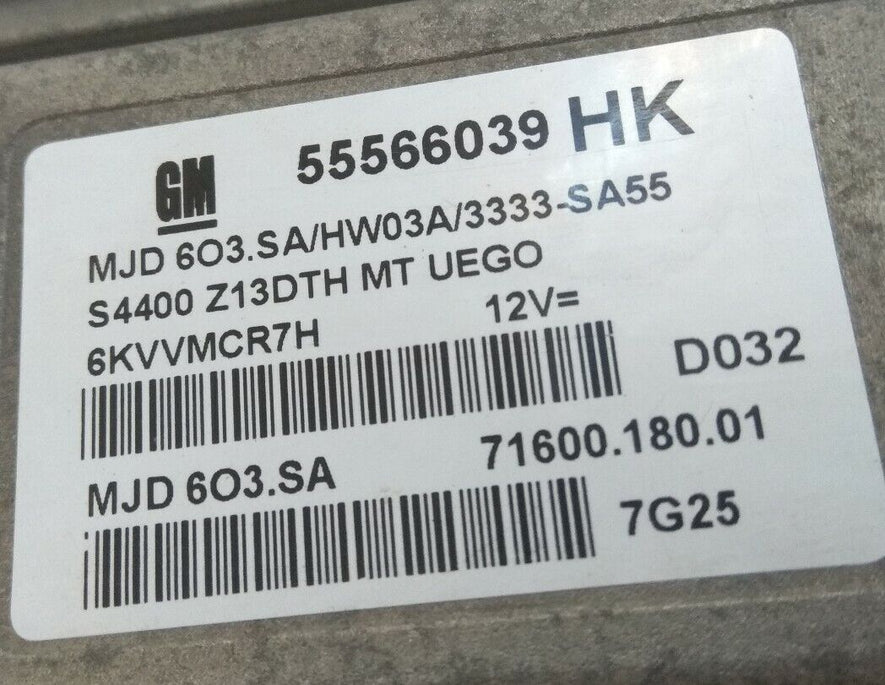 GM 55566039 HK
MJD 6O3.SA/HW03A/3333-SA55
S4400 Z13DTH MT UEGO
6KVVMCR7H 12V=
D032
MJD 6O3.SA 71600.180.01
7G25